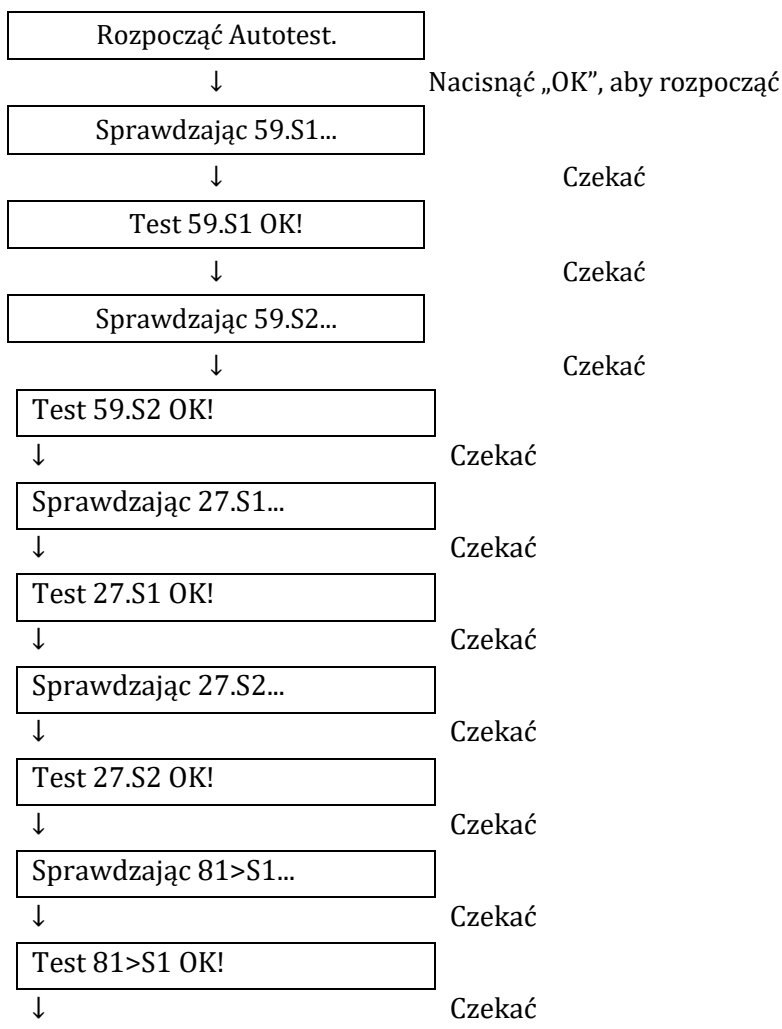 Rozpocząć Autotest.
↓ Nacisnąć „OK”, aby rozpocząć
Sprawdzając 59.S1...
↓ Czekać
Test 59.S1 OK!
↓ Czekać
Sprawdzając 59.S2...
↓ Czekać
Test 59.S2 OK!
↓ Czekać
Sprawdzając 27.S1...
↓ Czekać
Test 27.S1 OK!
↓ Czekać
Sprawdzając 27.S2...
↓ Czekać
Test 27.S2 OK!
↓ Czekać
Sprawdzając 81>S1...
↓ Czekać
Test 81>S1 OK!
↓ Czekać